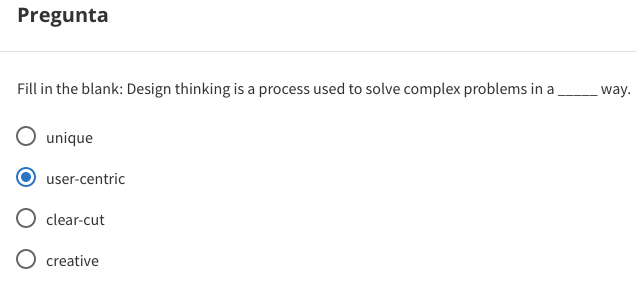 Pregunta
Fill in the blank: Design thinking is a process used to solve complex problems in a _____ way.
unique
user-centric
clear-cut
creative